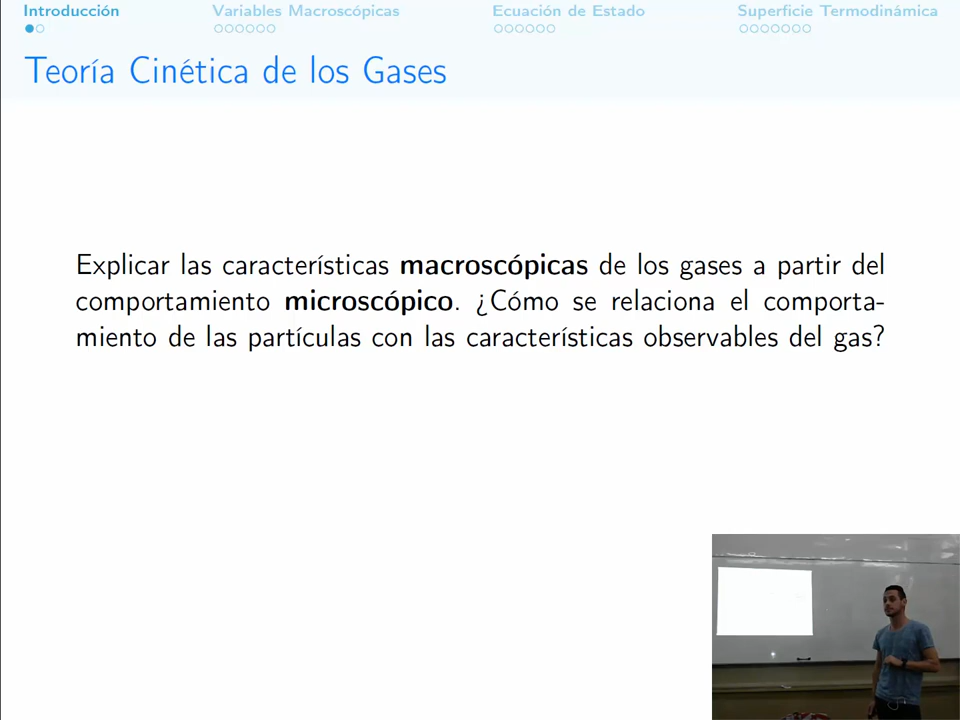 Introducción Variables Macroscópicas Ecuación de Estado Superficie Termodinámica
Teoría Cinética de los Gases
Explicar las características macroscópicas de los gases a partir del
comportamiento microscópico. ¿Cómo se relaciona el comporta-
miento de las partículas con las características observables del gas?